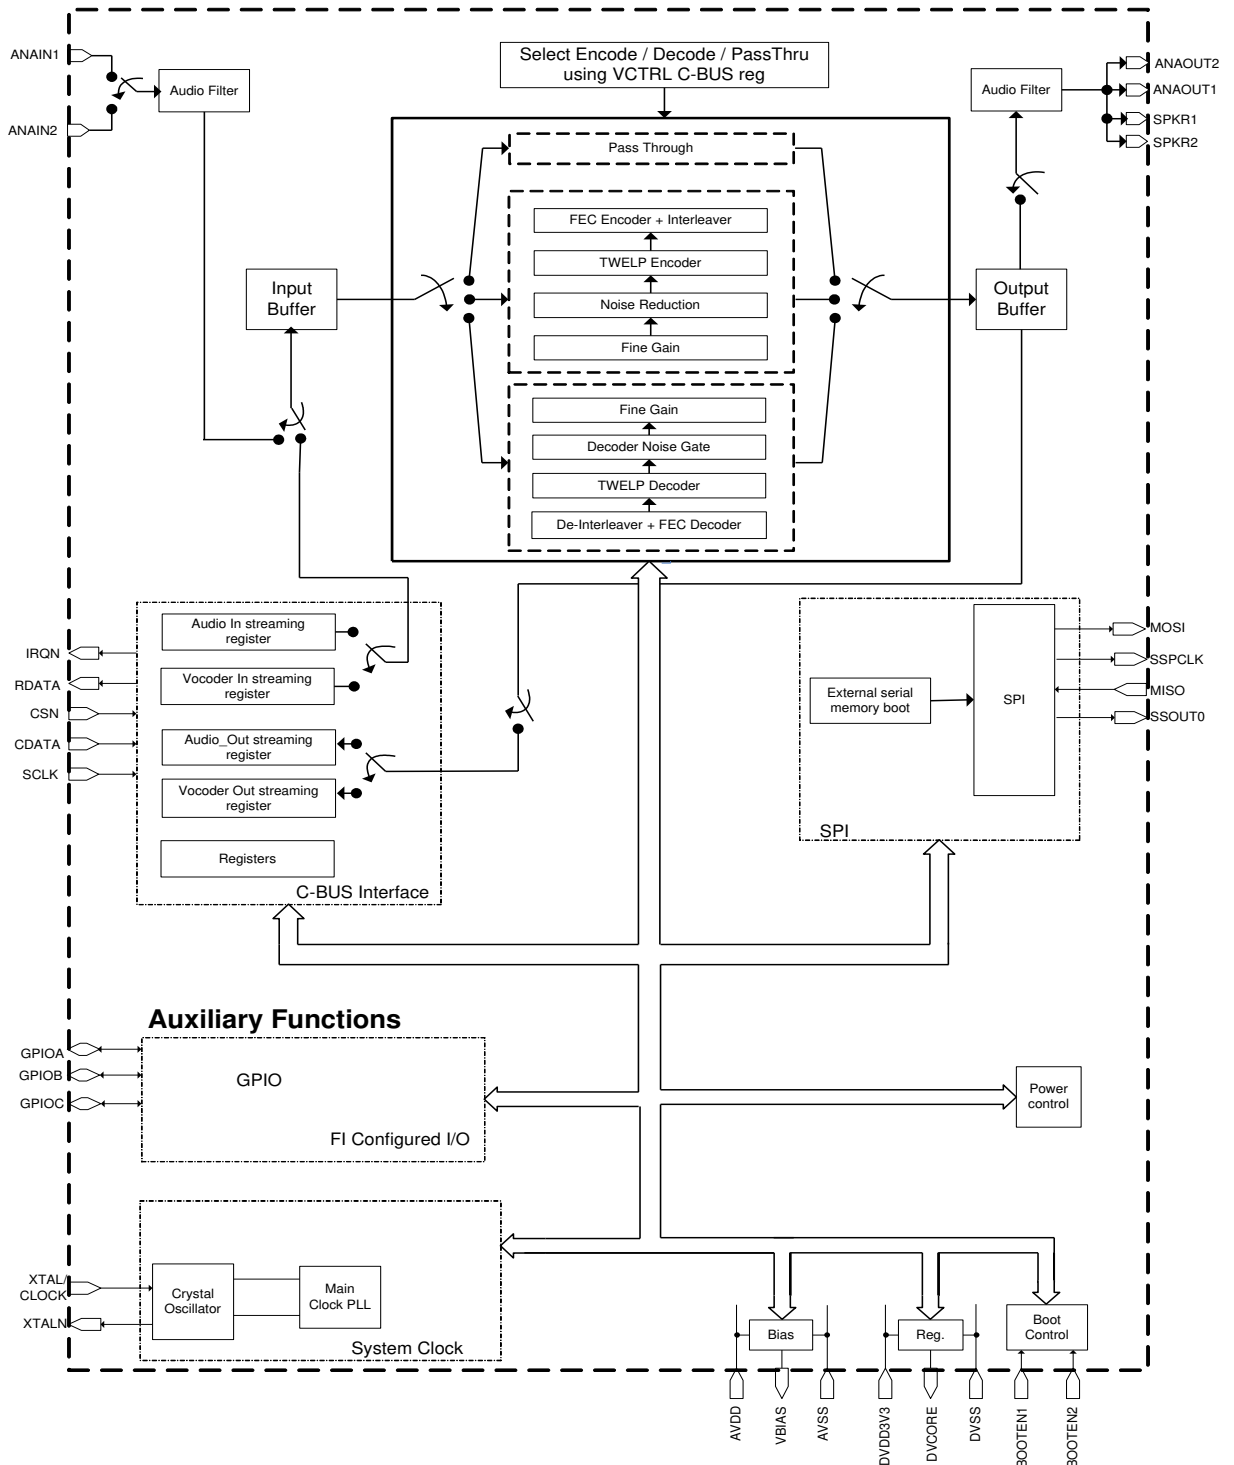 ANAIN1
ANAIN2
Audio Filter
Select Encode / Decode / PassThru
using VCTRL C-BUS reg
Audio Filter
ANAOUT2
ANAOUT1
SPKR1
SPKR2
Pass Through
FEC Encoder + Interleaver
TWELP Encoder
Noise Reduction
Fine Gain
Input
Buffer
Output
Buffer
Fine Gain
Decoder Noise Gate
TWELP Decoder
De-Interleaver + FEC Decoder
IRQN
RDATA
CSN
CDATA
SCLK
Audio In streaming
register
Vocoder In streaming
register
Audio_Out streaming
register
Vocoder Out streaming
register
Registers
C-BUS Interface
External serial
memory boot
SPI
SPI
MOSI
SSPCLK
MISO
SSOUT0
Auxiliary Functions
GPIOA
GPIOB
GPIOC
GPIO
FI Configured I/O
Power
control
XTAL/
CLOCK
XTALN
Crystal
Oscillator
Main
Clock PLL
System Clock
Bias
Reg.
Boot
Control
AVDD
VBIAS
AVSS
DVDD3V3
DVCORE
DVSS
BOOTEN1
BOOTEN2